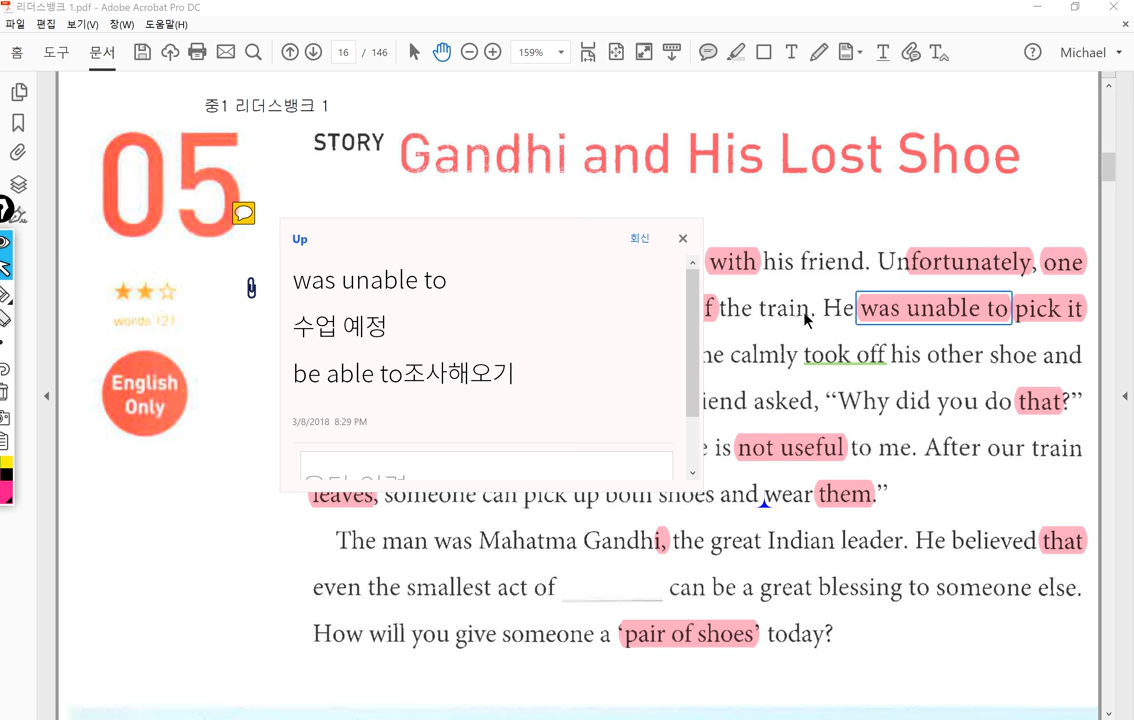 리더스뱅크 1.pdf - Adobe Acrobat Pro DC
파일 편집 보기(V) 창(W) 도움말(H)
홈 도구 문서 16 / 146 159% Michael
중1 리더스뱅크 1
05
STORY Gandhi and His Lost Shoe
words 121
English
Only
Up 회신
was unable to
수업 예정
be able to조사해오기
3/8/2018 8:29 PM
with his friend. Unfortunately, one
f the train. He was unable to pick it
he calmly took off his other shoe and
iend asked, “Why did you do that?”
e is not useful to me. After our train
leaves, someone can pick up both shoes and wear them.”
The man was Mahatma Gandhi, the great Indian leader. He believed that
even the smallest act of ________ can be a great blessing to someone else.
How will you give someone a ‘pair of shoes’ today?